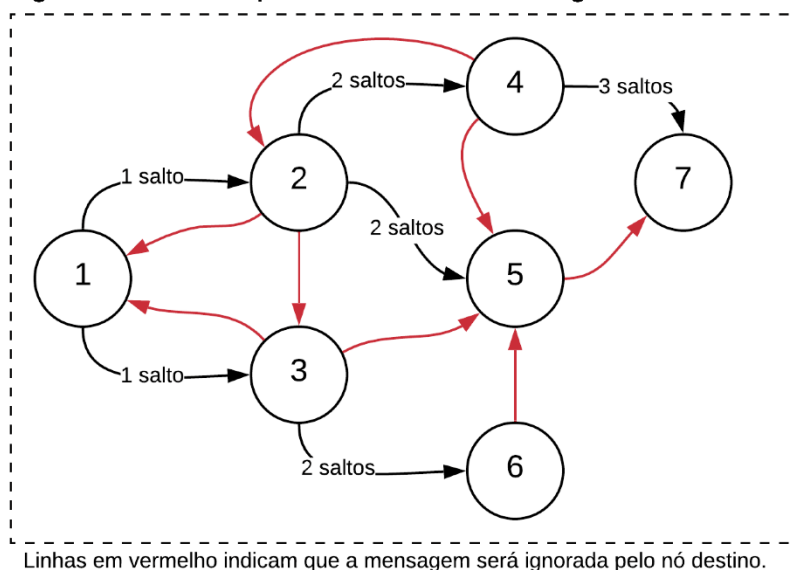 2 saltos
4
3 saltos
1 salto
2
7
2 saltos
1
5
1 salto
3
2 saltos
6
Linhas em vermelho indicam que a mensagem será ignorada pelo nó destino.